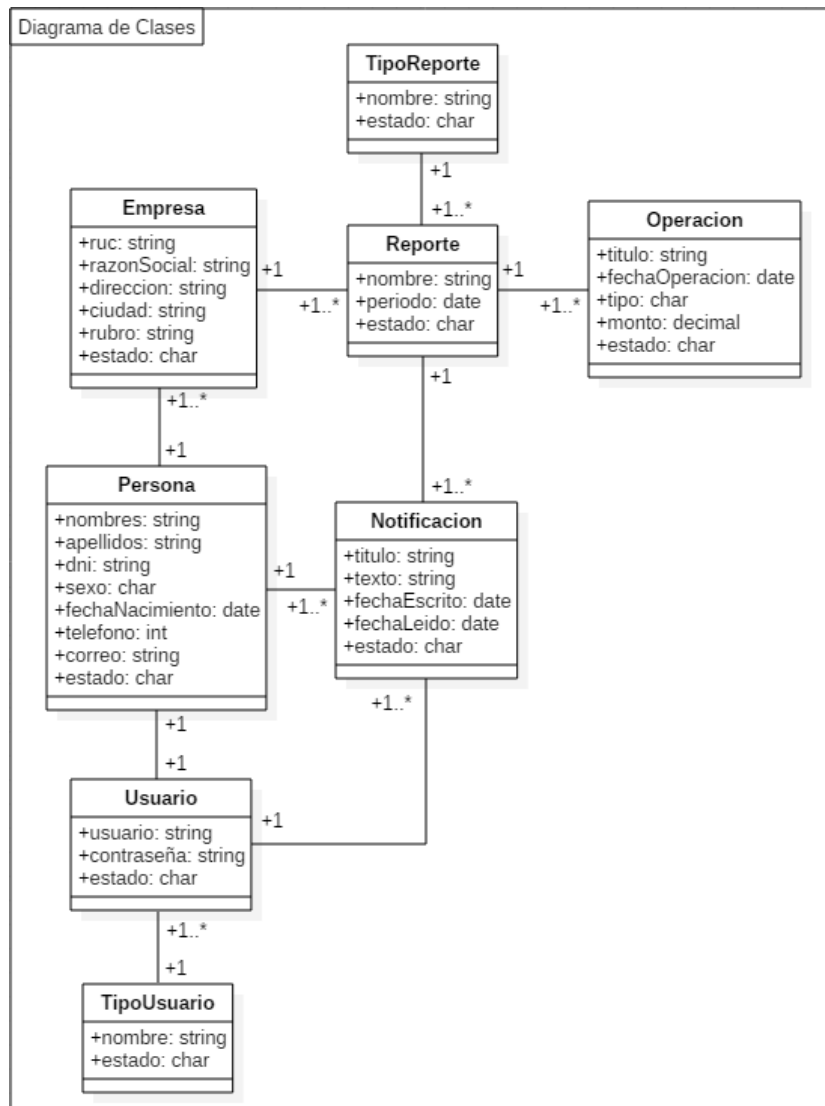 Diagrama de Clases
TipoReporte
+nombre: string
+estado: char
+1
+1..*
Empresa
+ruc: string
+razonSocial: string
+direccion: string
+ciudad: string
+rubro: string
+estado: char
+1
+1..*
Reporte
+nombre: string
+periodo: date
+estado: char
+1
+1..*
Operacion
+titulo: string
+fechaOperacion: date
+tipo: char
+monto: decimal
+estado: char
+1..*
+1
+1
+1..*
Persona
+nombres: string
+apellidos: string
+dni: string
+sexo: char
+fechaNacimiento: date
+telefono: int
+correo: string
+estado: char
+1
+1..*
Notificacion
+titulo: string
+texto: string
+fechaEscrito: date
+fechaLeido: date
+estado: char
+1
+1
+1..*
+1
Usuario
+usuario: string
+contraseña: string
+estado: char
+1..*
+1
TipoUsuario
+nombre: string
+estado: char